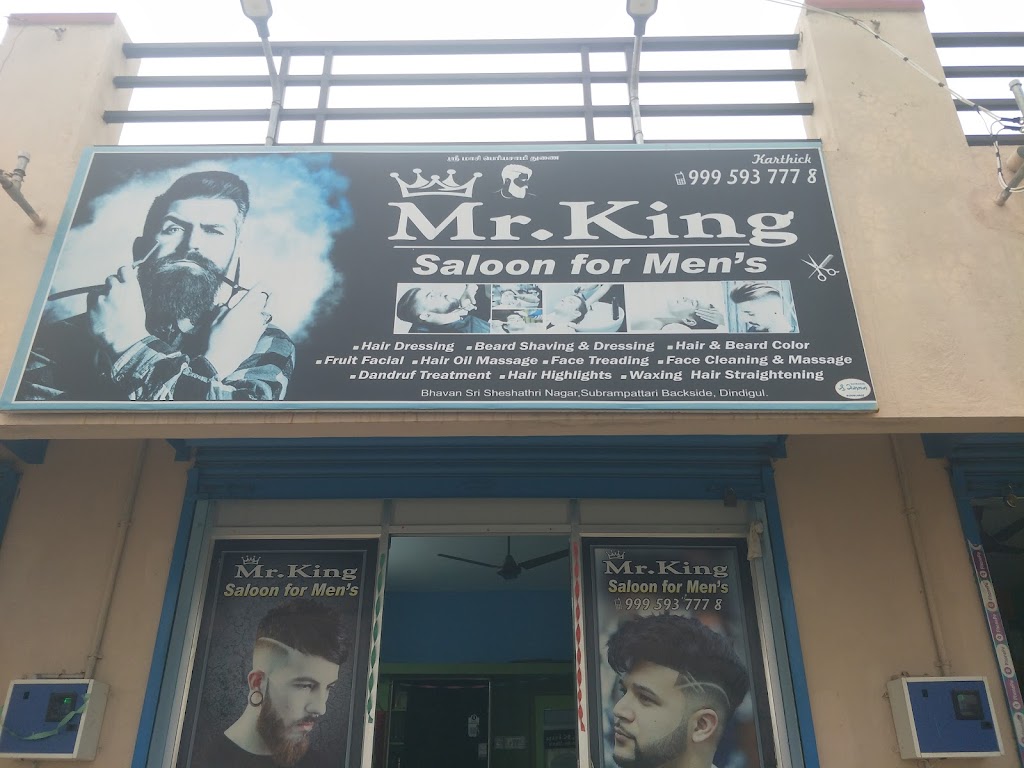 ஸ்ரீ மாசி பெரியசாமி துணை
Karthick
999 593 777 8
Mr.King
Saloon for Men's
Hair Dressing Beard Shaving & Dressing Hair & Beard Color
Fruit Facial Hair Oil Massage Face Treading Face Cleaning & Massage
Dandruf Treatment Hair Highlights Waxing Hair Straightening
Bhavan Sri Sheshathri Nagar,Subrampattari Backside, Dindigul.
Mr.King
Saloon for Men's
Mr.King
Saloon for Men's
999 593 777 8